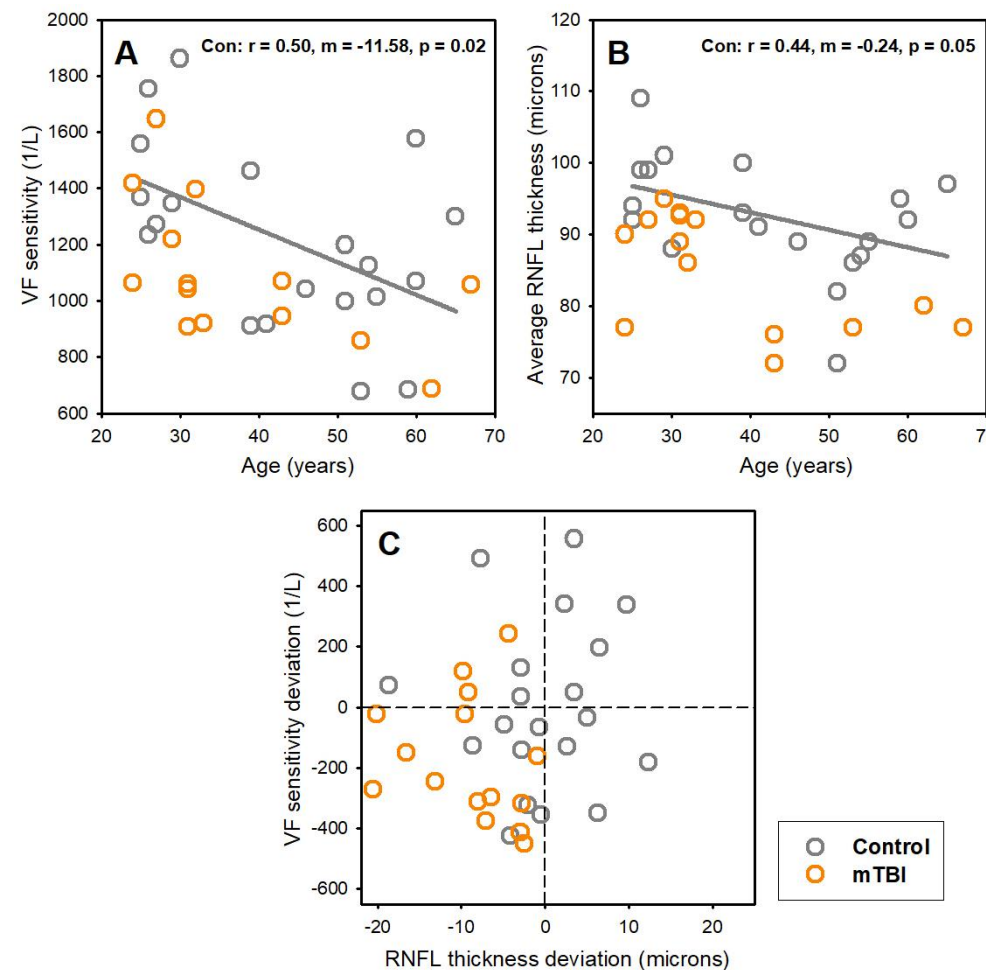 A
Con: r = 0.50, m = -11.58, p = 0.02
VF sensitivity (1/L)
2000
1800
1600
1400
1200
1000
800
600
20 30 40 50 60 70
Age (years)
B
Con: r = 0.44, m = -0.24, p = 0.05
Average RNFL thickness (microns)
120
110
100
90
80
70
20 30 40 50 60
Age (years)
C
VF sensitivity deviation (1/L)
600
400
200
0
-200
-400
-600
-20 -10 0 10 20
RNFL thickness deviation (microns)
Control
mTBI